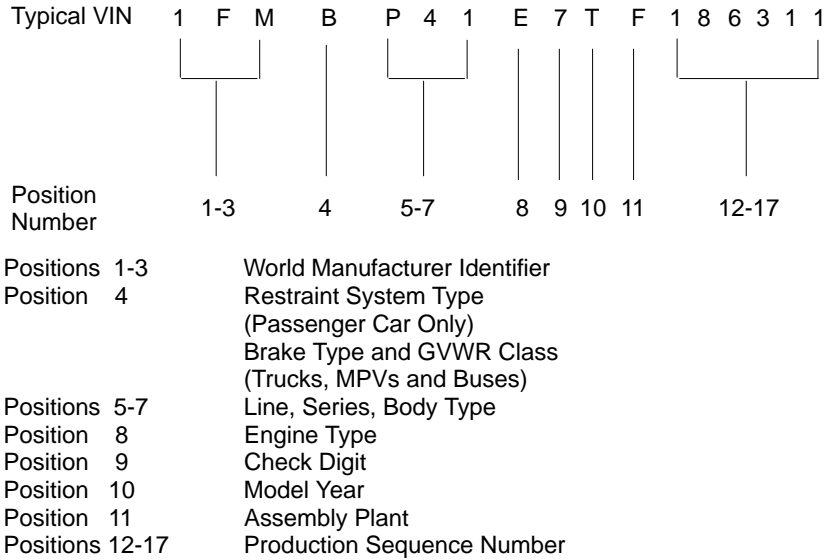 Typical VIN 1 F M B P 4 1 E 7 T F 1 8 6 3 1 1
Position
Number 1-3 4 5-7 8 9 10 11 12-17
Positions 1-3 World Manufacturer Identifier
Position 4 Restraint System Type
(Passenger Car Only)
Brake Type and GVWR Class
(Trucks, MPVs and Buses)
Positions 5-7 Line, Series, Body Type
Position 8 Engine Type
Position 9 Check Digit
Position 10 Model Year
Position 11 Assembly Plant
Positions 12-17 Production Sequence Number